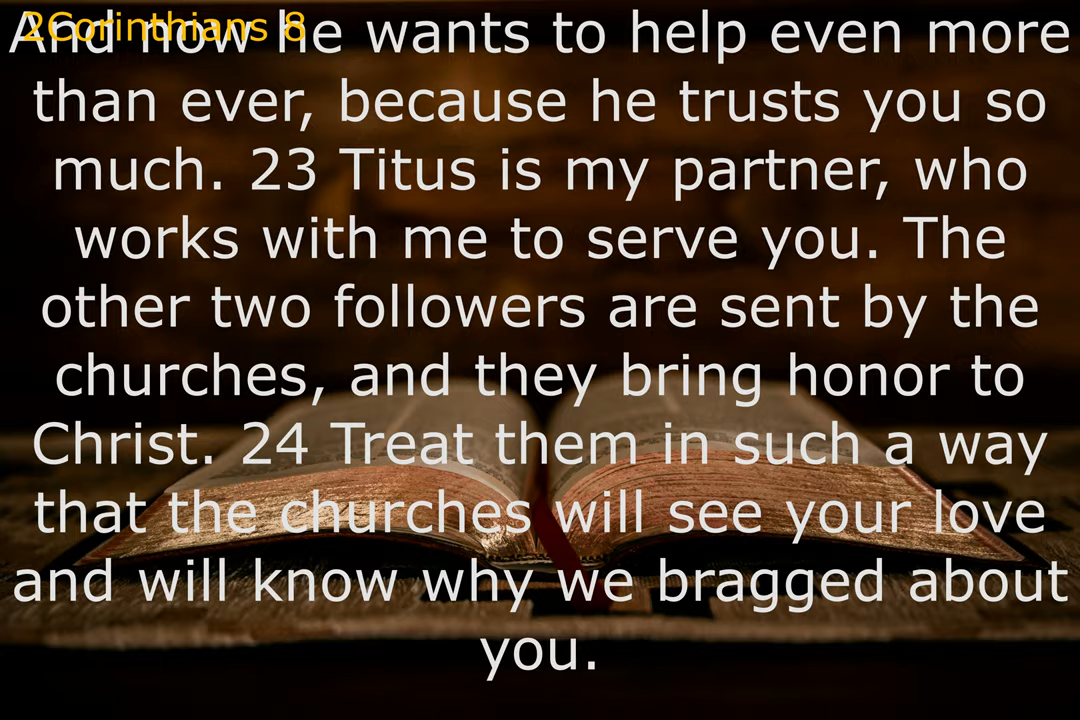 2Corinthians 8
And now he wants to help even more
than ever, because he trusts you so
much. 23 Titus is my partner, who
works with me to serve you. The
other two followers are sent by the
churches, and they bring honor to
Christ. 24 Treat them in such a way
that the churches will see your love
and will know why we bragged about
you.